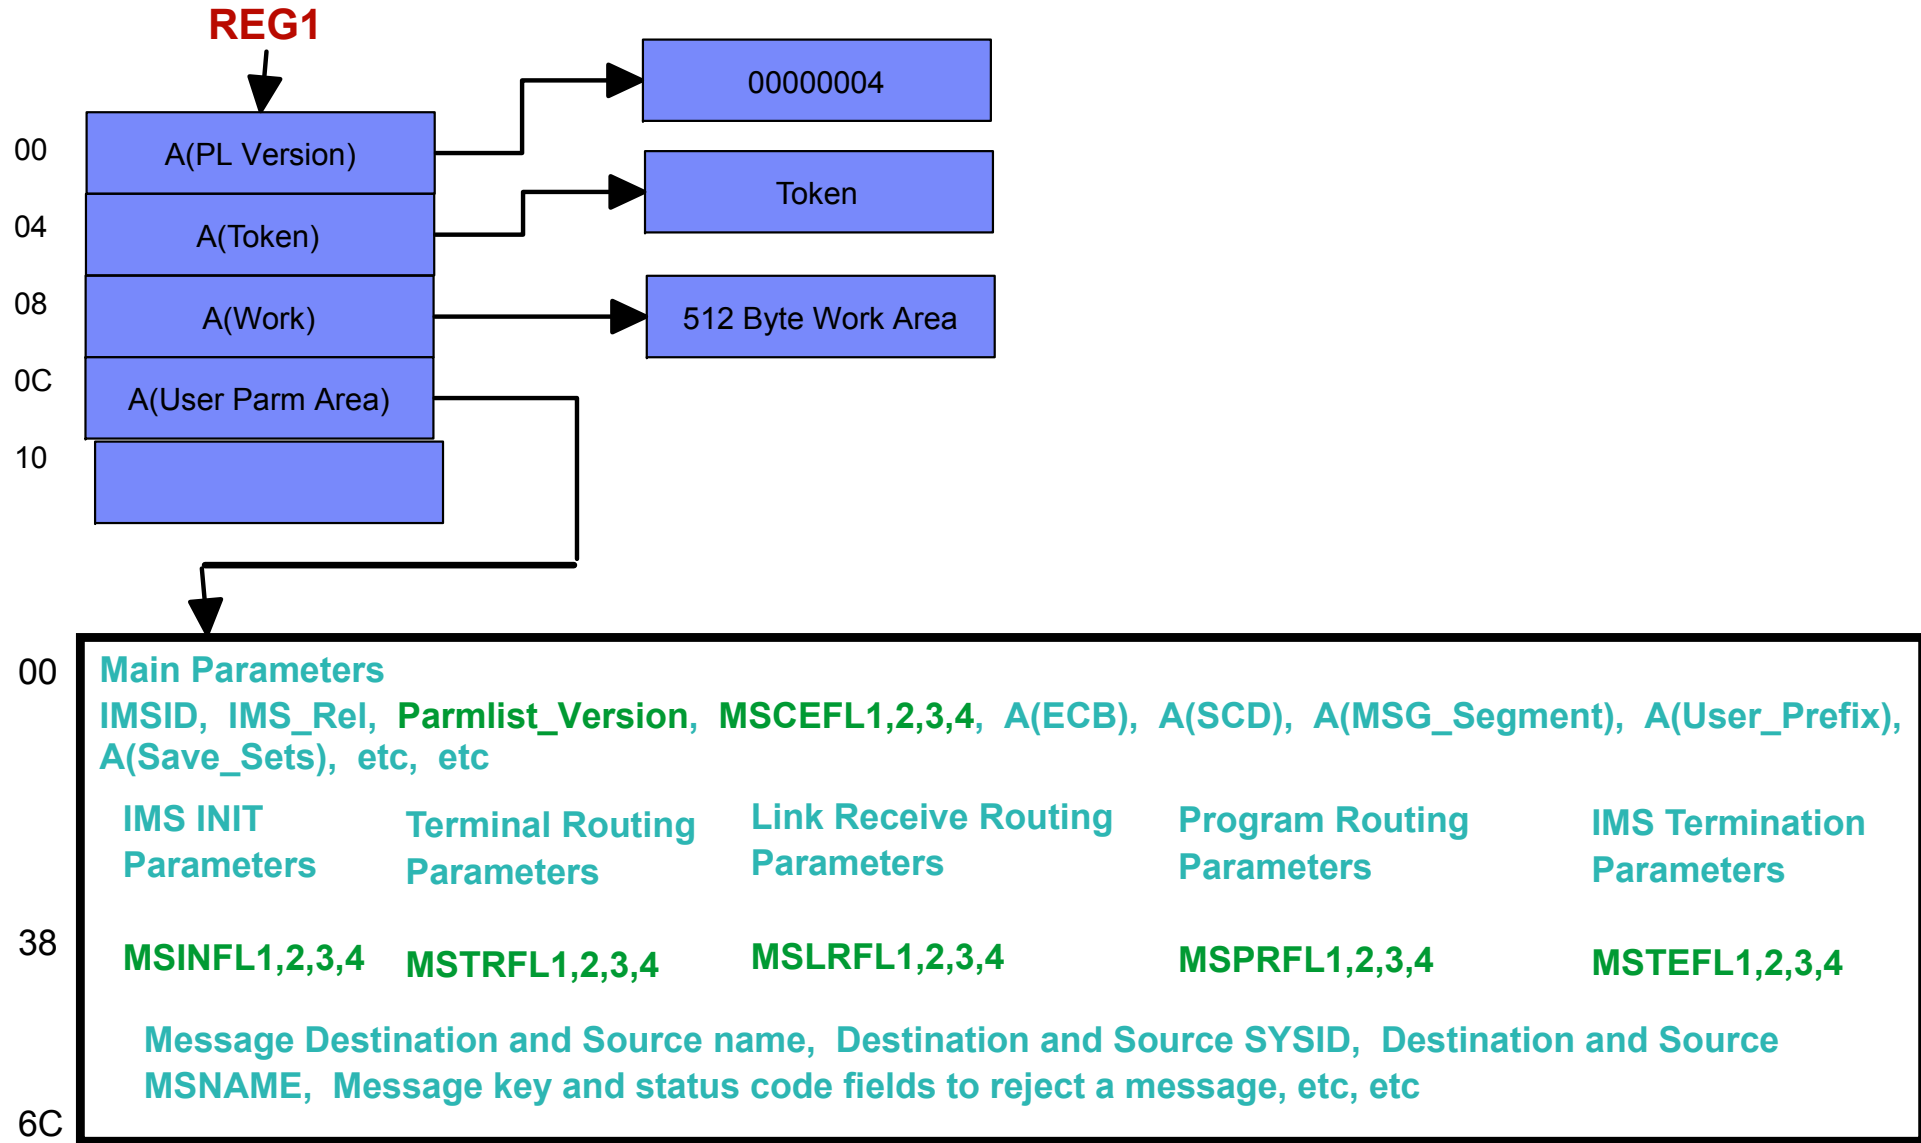 REG1
00000004
00
A(PL Version)
Token
04
A(Token)
08
A(Work)
512 Byte Work Area
0C
A(User Parm Area)
10
00
Main Parameters
IMSID, IMS_Rel, Parmlist_Version, MSCEFL1,2,3,4, A(ECB), A(SCD), A(MSG_Segment), A(User_Prefix),
A(Save_Sets), etc, etc
IMS INIT
Parameters
Terminal Routing
Parameters
Link Receive Routing
Parameters
Program Routing
Parameters
IMS Termination
Parameters
38
MSINFL1,2,3,4
MSTRFL1,2,3,4
MSLRFL1,2,3,4
MSPRFL1,2,3,4
MSTEFL1,2,3,4
Message Destination and Source name, Destination and Source SYSID, Destination and Source
MSNAME, Message key and status code fields to reject a message, etc, etc
6C